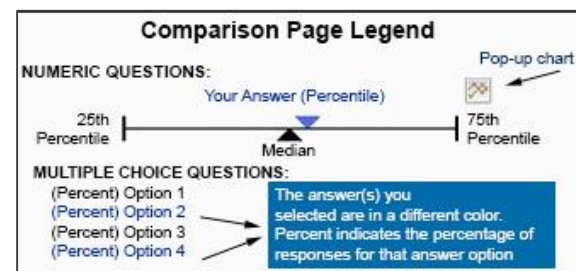 Comparison Page Legend
Pop-up chart
NUMERIC QUESTIONS:
Your Answer (Percentile)
25th
Percentile
75th
Percentile
Median
MULTIPLE CHOICE QUESTIONS:
(Percent) Option 1
(Percent) Option 2
(Percent) Option 3
(Percent) Option 4
The answer(s) you
selected are in a different color.
Percent indicates the percentage of
responses for that answer option